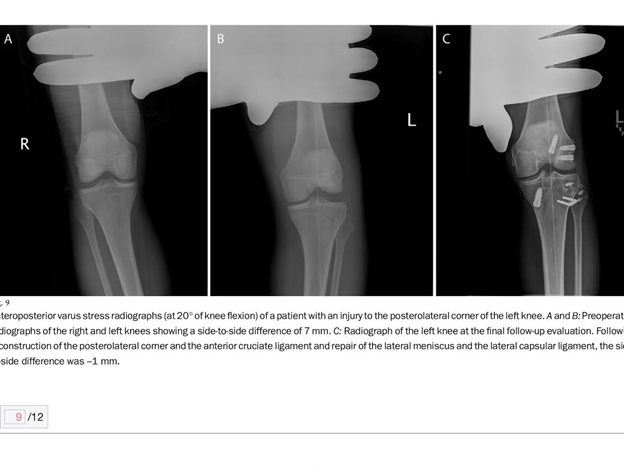 A
B
C
R
L
L
. 9
nteroposterior varus stress radiographs (at 20° of knee flexion) of a patient with an injury to the posterolateral corner of the left knee. A and B: Preoperat
diographs of the right and left knees showing a side-to-side difference of 7 mm. C: Radiograph of the left knee at the final follow-up evaluation. Followi
construction of the posterolateral corner and the anterior cruciate ligament and repair of the lateral meniscus and the lateral capsular ligament, the sid
-side difference was –1 mm.
9 /12